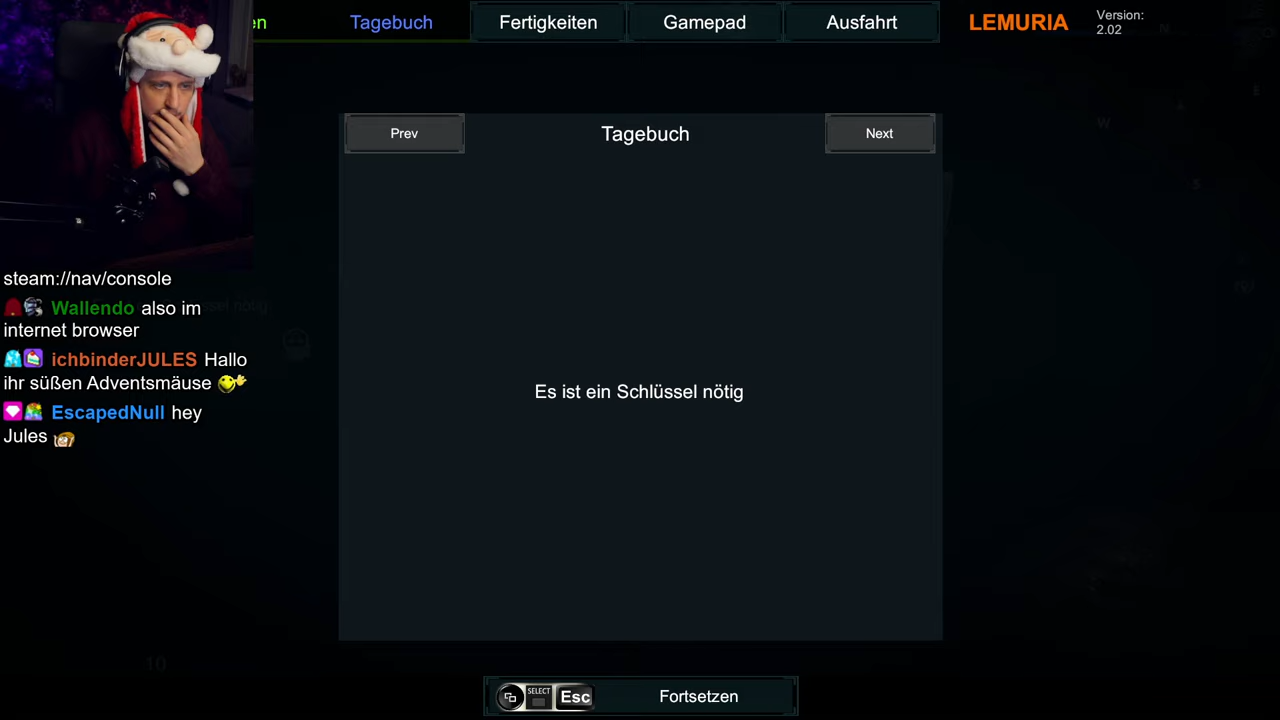 en
Tagebuch
Fertigkeiten
Gamepad
Ausfahrt
LEMURIA
Version:
2.02
Prev
Tagebuch
Next
steam://nav/console
Wallendo also im
internet browser
ichbinderJULES Hallo
ihr süßen Adventsmäuse
EscapedNull hey
Jules
Es ist ein Schlüssel nötig
10
SELECT
Esc
Fortsetzen